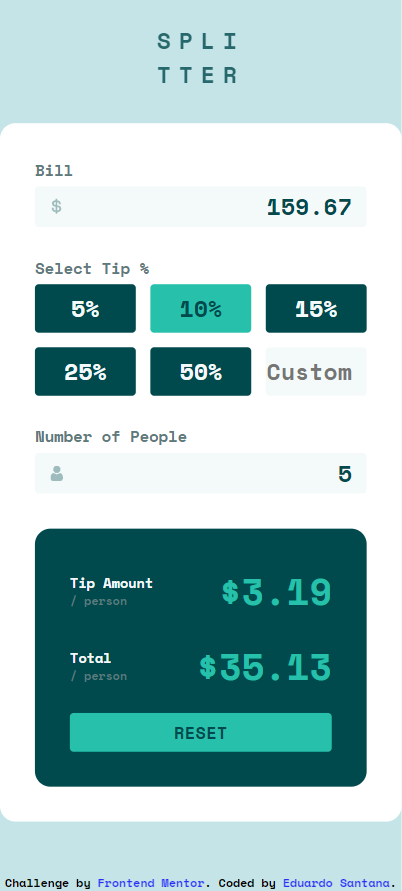 SPLI
TTER
Bill
$ 159.67
Select Tip %
5% 10% 15%
25% 50% Custom
Number of People
5
Tip Amount $3.19
/ person
Total $35.13
/ person
RESET
Challenge by Frontend Mentor. Coded by Eduardo Santana.